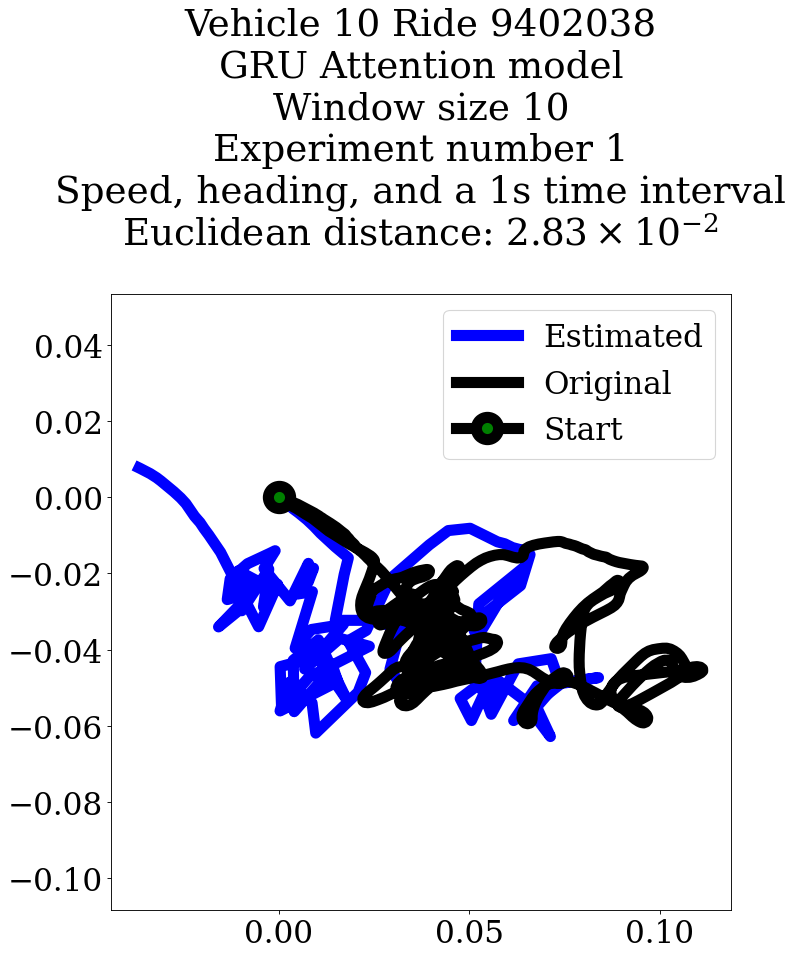 Vehicle 10 Ride 9402038
GRU Attention model
Window size 10
Experiment number 1
Speed, heading, and a 1s time interval
Euclidean distance: 2.83 × 10⁻²
Estimated
Original
Start
0.04
0.02
0.00
−0.02
−0.04
−0.06
−0.08
−0.10
0.00 0.05 0.10